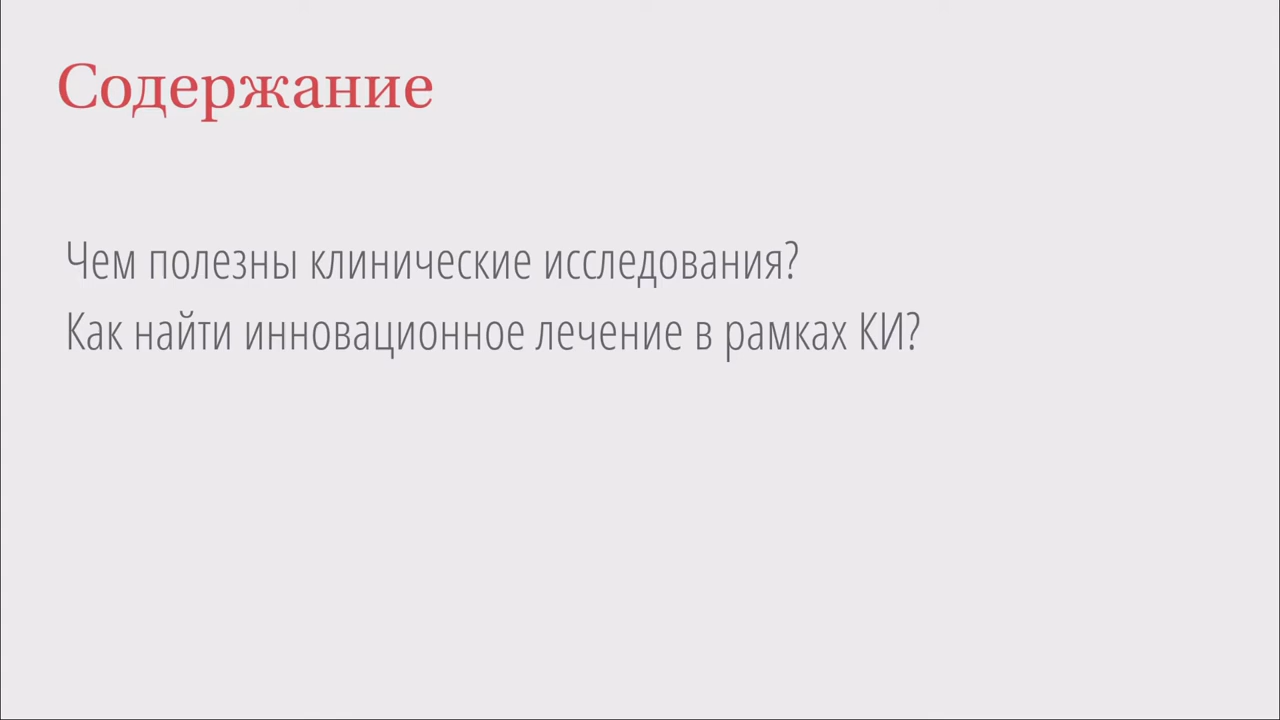 Содержание
Чем полезны клинические исследования?
Как найти инновационное лечение в рамках КИ?